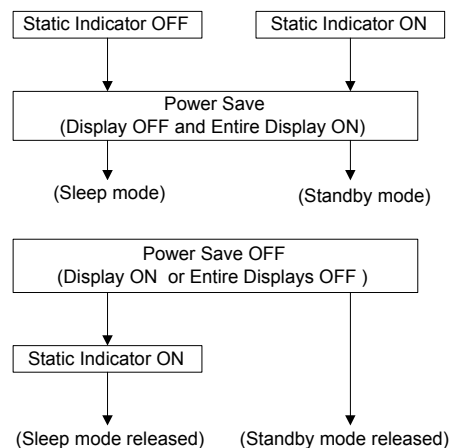 Static Indicator OFF
Static Indicator ON
Power Save
(Display OFF and Entire Display ON)
(Sleep mode)
(Standby mode)
Power Save OFF
(Display ON or Entire Displays OFF )
Static Indicator ON
(Sleep mode released)
(Standby mode released)